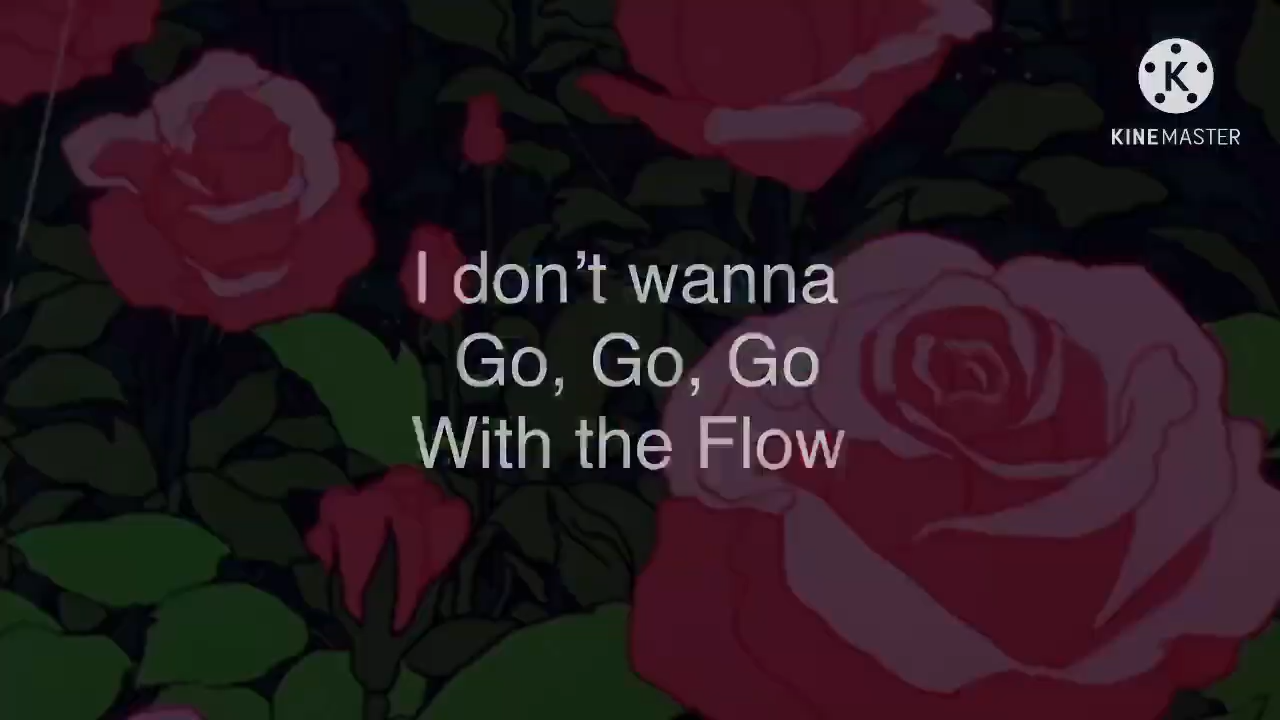 K
KINEMASTER
I don’t wanna
Go, Go, Go
With the Flow